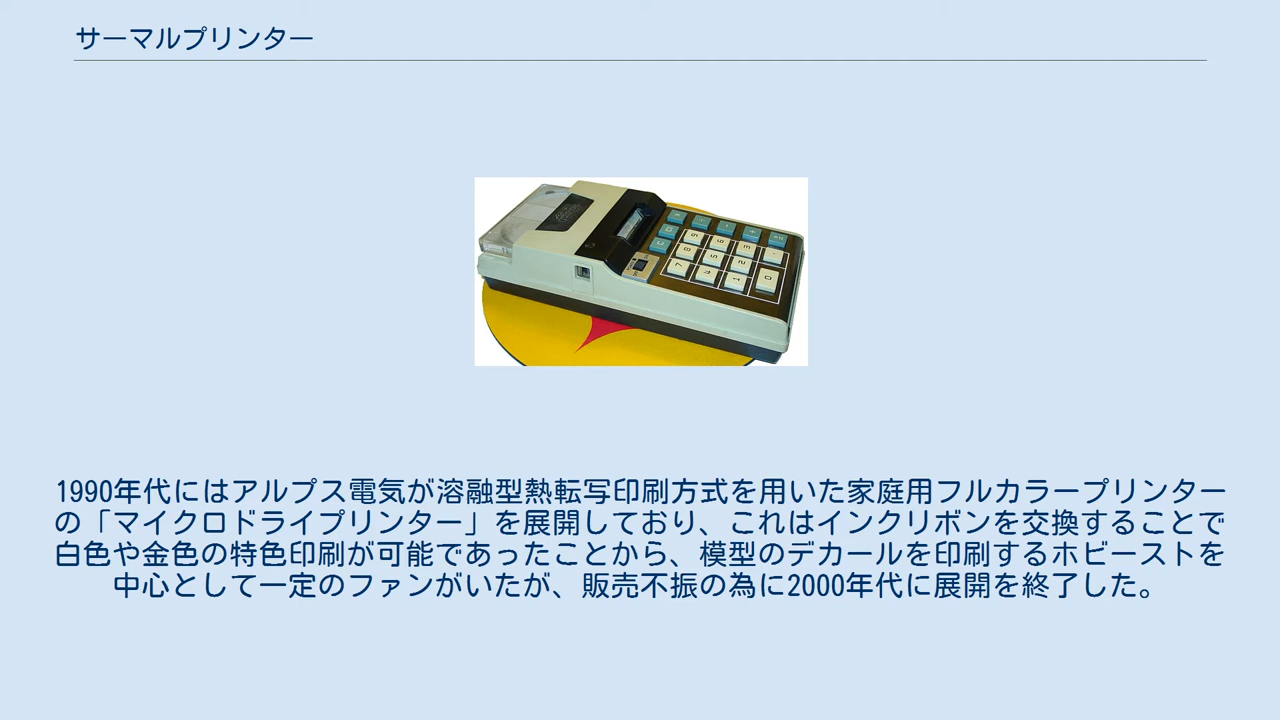 サーマルプリンター
1990年代にはアルプス電気が溶融型熱転写印刷方式を用いた家庭用フルカラープリンター
の「マイクロドライプリンター」を展開しており、これはインクリボンを交換することで
白色や金色の特色印刷が可能であったことから、模型のデカールを印刷するホビーストを
中心として一定のファンがいたが、販売不振の為に2000年代に展開を終了した。